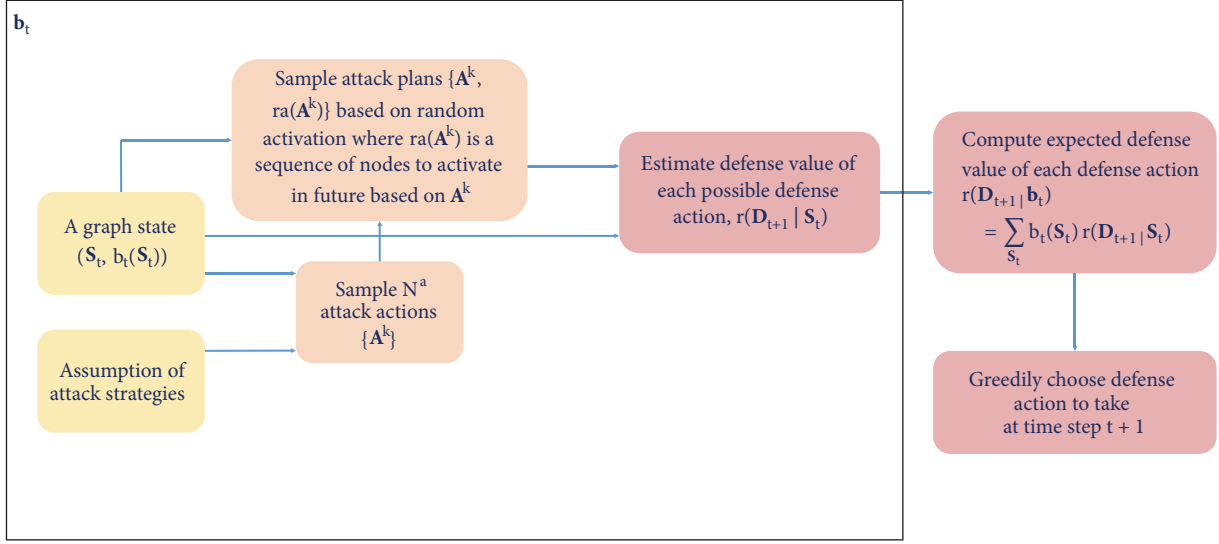 b_t
Sample attack plans {A^k,
ra(A^k)} based on random
activation where ra(A^k) is a
sequence of nodes to activate
in future based on A^k
A graph state
(S_t, b_t(S_t))
Sample N^a
attack actions
{A^k}
Assumption of
attack strategies
Estimate defense value of
each possible defense
action, r(D_{t+1} | S_t)
Compute expected defense
value of each defense action
r(D_{t+1} | b_t)
= ∑_{S_t} b_t(S_t) r(D_{t+1} | S_t)
Greedily choose defense
action to take
at time step t + 1